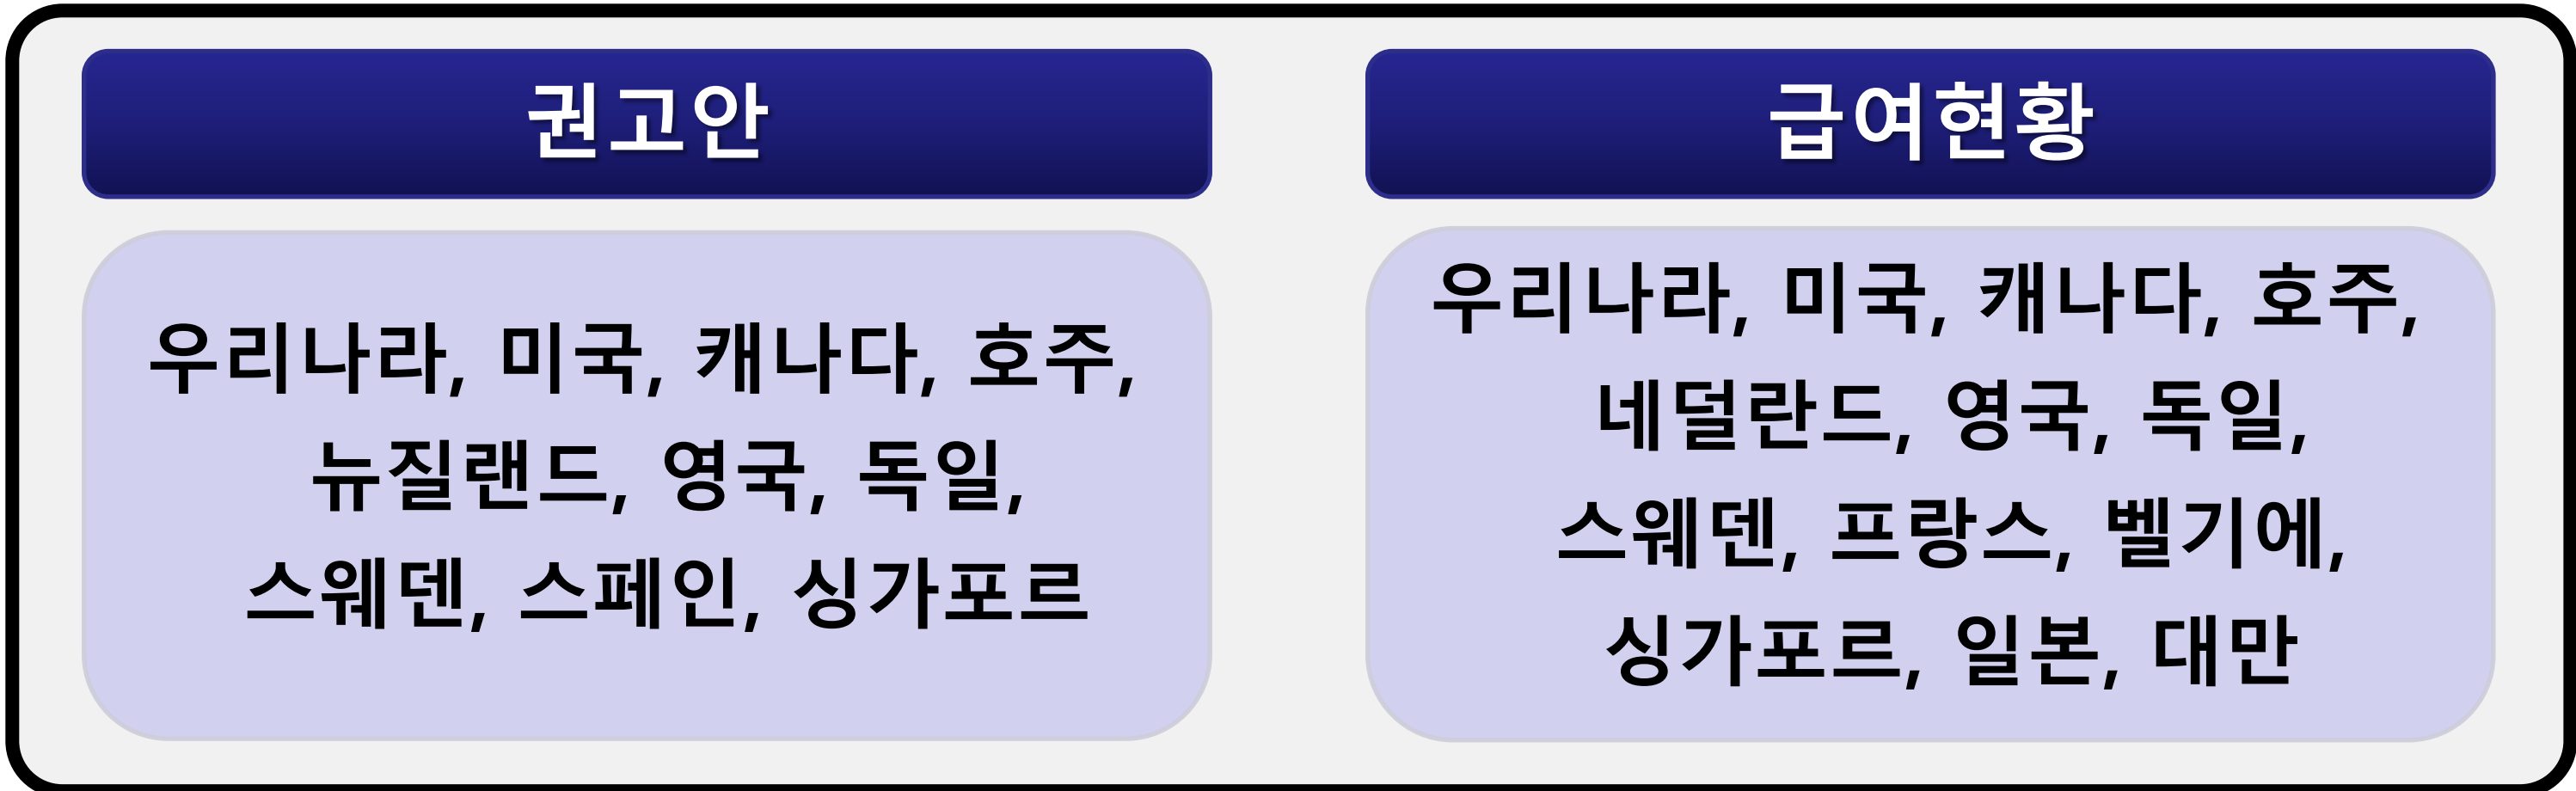 권고안
우리나라, 미국, 캐나다, 호주,
뉴질랜드, 영국, 독일,
스웨덴, 스페인, 싱가포르
급여현황
우리나라, 미국, 캐나다, 호주,
네덜란드, 영국, 독일,
스웨덴, 프랑스, 벨기에,
싱가포르, 일본, 대만